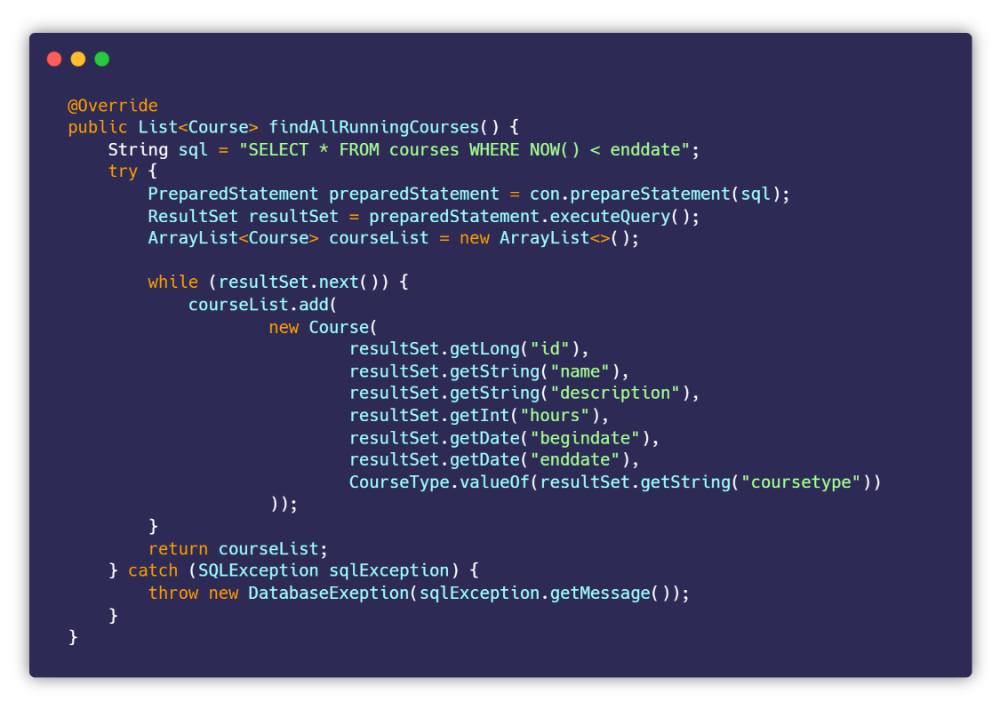 @Override
public List<Course> findAllRunningCourses() {
    String sql = "SELECT * FROM courses WHERE NOW() < enddate";
    try {
        PreparedStatement preparedStatement = con.prepareStatement(sql);
        ResultSet resultSet = preparedStatement.executeQuery();
        ArrayList<Course> courseList = new ArrayList<>();

        while (resultSet.next()) {
            courseList.add(
                    new Course(
                            resultSet.getLong("id"),
                            resultSet.getString("name"),
                            resultSet.getString("description"),
                            resultSet.getInt("hours"),
                            resultSet.getDate("begindate"),
                            resultSet.getDate("enddate"),
                            CourseType.valueOf(resultSet.getString("coursetype"))
                    ));
        }
        return courseList;
    } catch (SQLException sqlException) {
        throw new DatabaseExeption(sqlException.getMessage());
    }
}